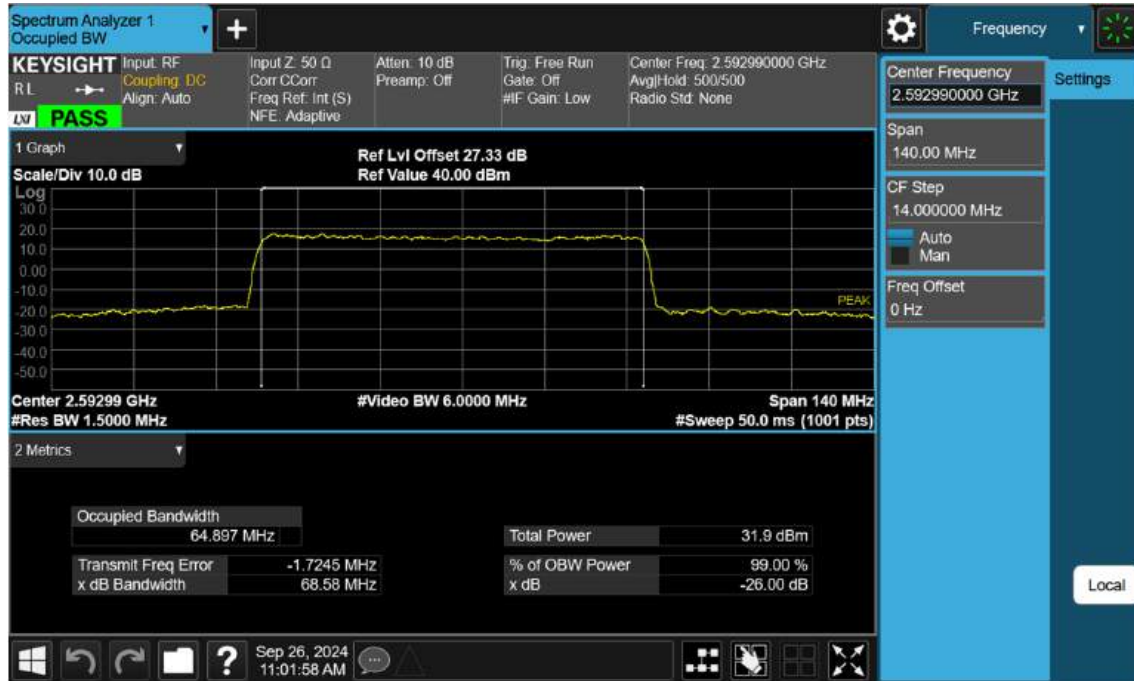 Spectrum Analyzer 1
Occupied BW
+
Frequency
KEYSIGHT
RL
LXI
PASS
Input: RF
Coupling: DC
Align: Auto
Input Z: 50 Ω
Corr CCorr
Freq Ref: Int (S)
NFE: Adaptive
Atten: 10 dB
Preamp: Off
Trig: Free Run
Gate: Off
#IF Gain: Low
Center Freq: 2.592990000 GHz
Avg|Hold: 500/500
Radio Std: None
Center Frequency
2.592990000 GHz
Settings
Span
140.00 MHz
CF Step
14.000000 MHz
Auto
Man
Freq Offset
0 Hz
Local
1 Graph
Scale/Div 10.0 dB
Ref Lvl Offset 27.33 dB
Ref Value 40.00 dBm
Log
30.0
20.0
10.0
0.00
-10.0
-20.0
-30.0
-40.0
-50.0
PEAK
Center 2.59299 GHz
#Video BW 6.0000 MHz
Span 140 MHz
#Res BW 1.5000 MHz
#Sweep 50.0 ms (1001 pts)
2 Metrics
Occupied Bandwidth
64.897 MHz
Total Power 31.9 dBm
Transmit Freq Error -1.7245 MHz
% of OBW Power 99.00 %
x dB Bandwidth 68.58 MHz
x dB -26.00 dB
?
Sep 26, 2024
11:01:58 AM